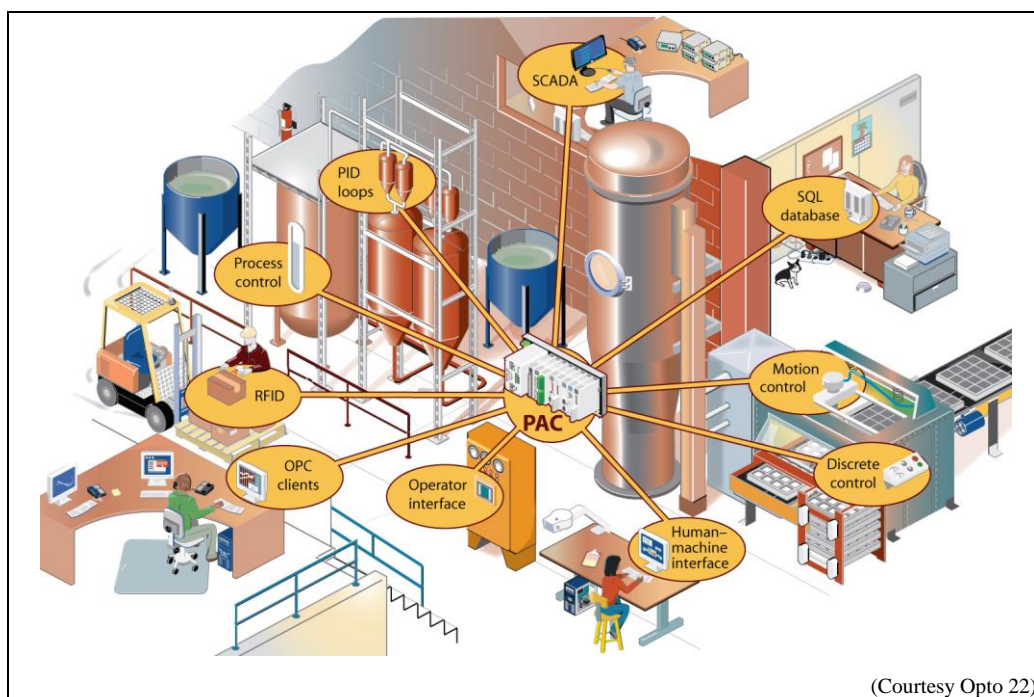 SCADA
PID
loops
SQL
database
Process
control
Motion
control
RFID
PAC
OPC
clients
Operator
interface
Discrete
control
Human–
machine
interface
(Courtesy Opto 22)